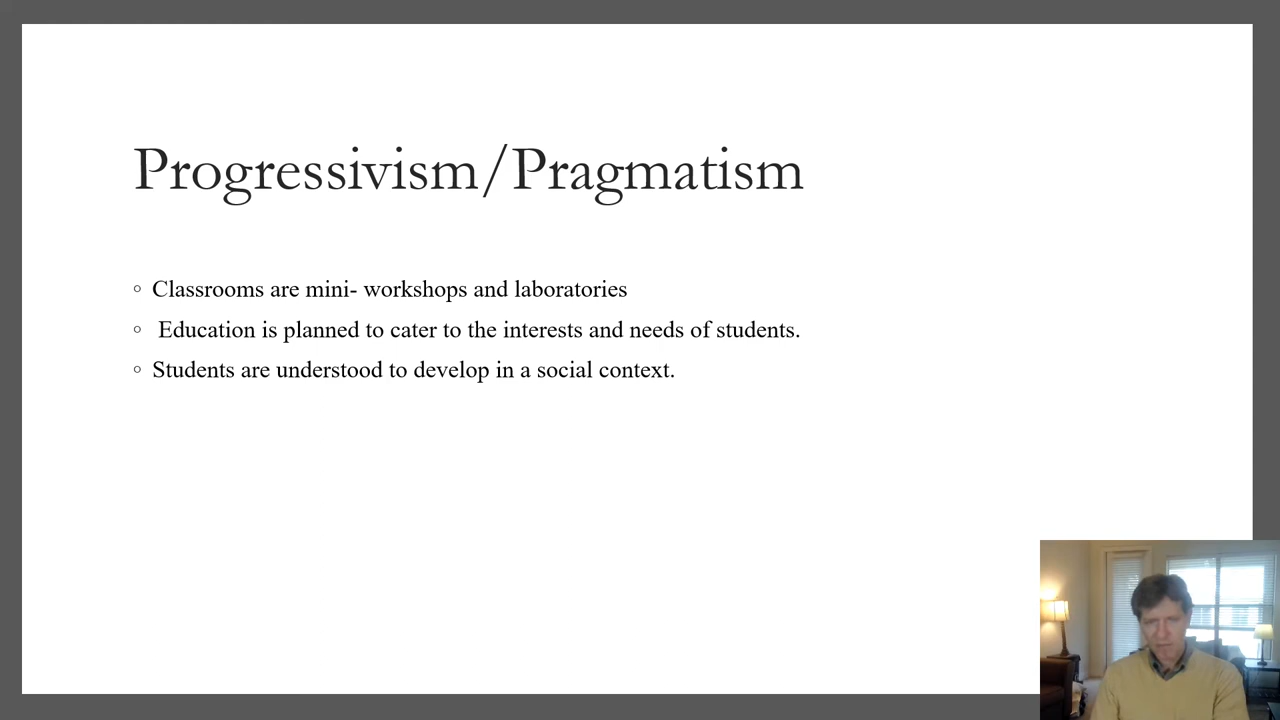 Progressivism/Pragmatism
◦ Classrooms are mini- workshops and laboratories
◦ Education is planned to cater to the interests and needs of students.
◦ Students are understood to develop in a social context.